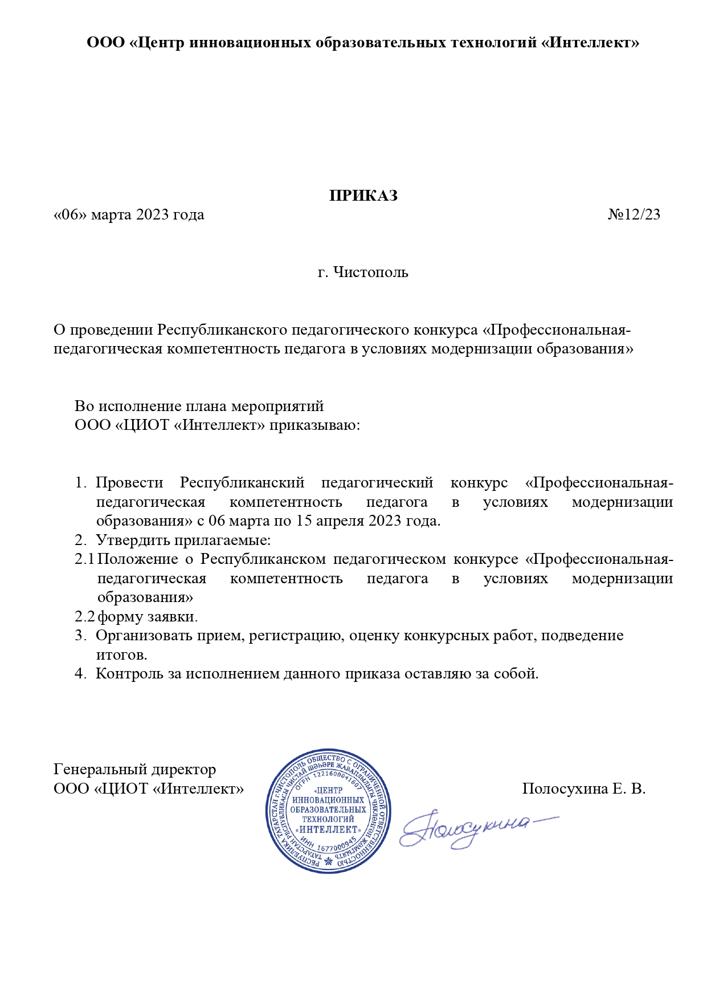 ООО «Центр инновационных образовательных технологий «Интеллект»
ПРИКАЗ
«06» марта 2023 года №12/23
г. Чистополь
О проведении Республиканского педагогического конкурса «Профессиональная-
педагогическая компетентность педагога в условиях модернизации образования»
Во исполнение плана мероприятий
ООО «ЦИОТ «Интеллект» приказываю:
1. Провести Республиканский педагогический конкурс «Профессиональная-
педагогическая компетентность педагога в условиях модернизации
образования» с 06 марта по 15 апреля 2023 года.
2. Утвердить прилагаемые:
2.1 Положение о Республиканском педагогическом конкурсе «Профессиональная-
педагогическая компетентность педагога в условиях модернизации
образования»
2.2 форму заявки.
3. Организовать прием, регистрацию, оценку конкурсных работ, подведение
итогов.
4. Контроль за исполнением данного приказа оставляю за собой.
Генеральный директор
ООО «ЦИОТ «Интеллект» Полосухина Е. В.
РЕСПУБЛИКА ТАТАРСТАН г.ЧИСТОПОЛЬ ОБЩЕСТВО С ОГРАНИЧЕННОЙ ОТВЕТСТВЕННОСТЬЮ
ТАТАРСТАН РЕСПУБЛИКАСЫ ЧИСТАЙ ШӘҺӘРЕ ҖАВАПЛЫЛЫГЫ ЧИКЛӘНГӘН ҖӘМГЫЯТЬ
ОГРН 1221600041607
«ЦЕНТР
ИННОВАЦИОННЫХ
ОБРАЗОВАТЕЛЬНЫХ
ТЕХНОЛОГИЙ
«ИНТЕЛЛЕКТ»
ИНН 1677000945
Полосухина